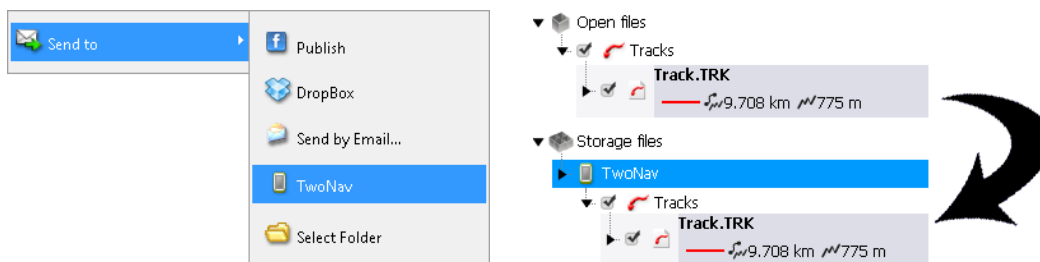 Send to
Publish
DropBox
Send by Email...
TwoNav
Select Folder
Open files
Tracks
Track.TRK
9.708 km 775 m
Storage files
TwoNav
Tracks
Track.TRK
9.708 km 775 m